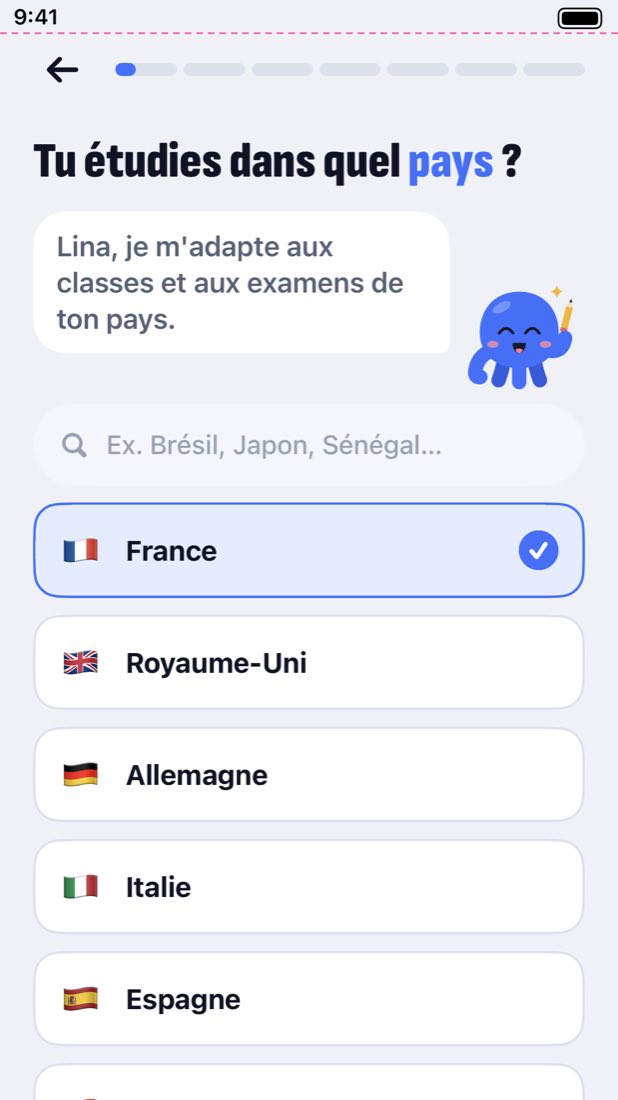 9:41
Tu étudies dans quel pays ?
Lina, je m'adapte aux
classes et aux examens de
ton pays.
Ex. Brésil, Japon, Sénégal...
France
Royaume-Uni
Allemagne
Italie
Espagne